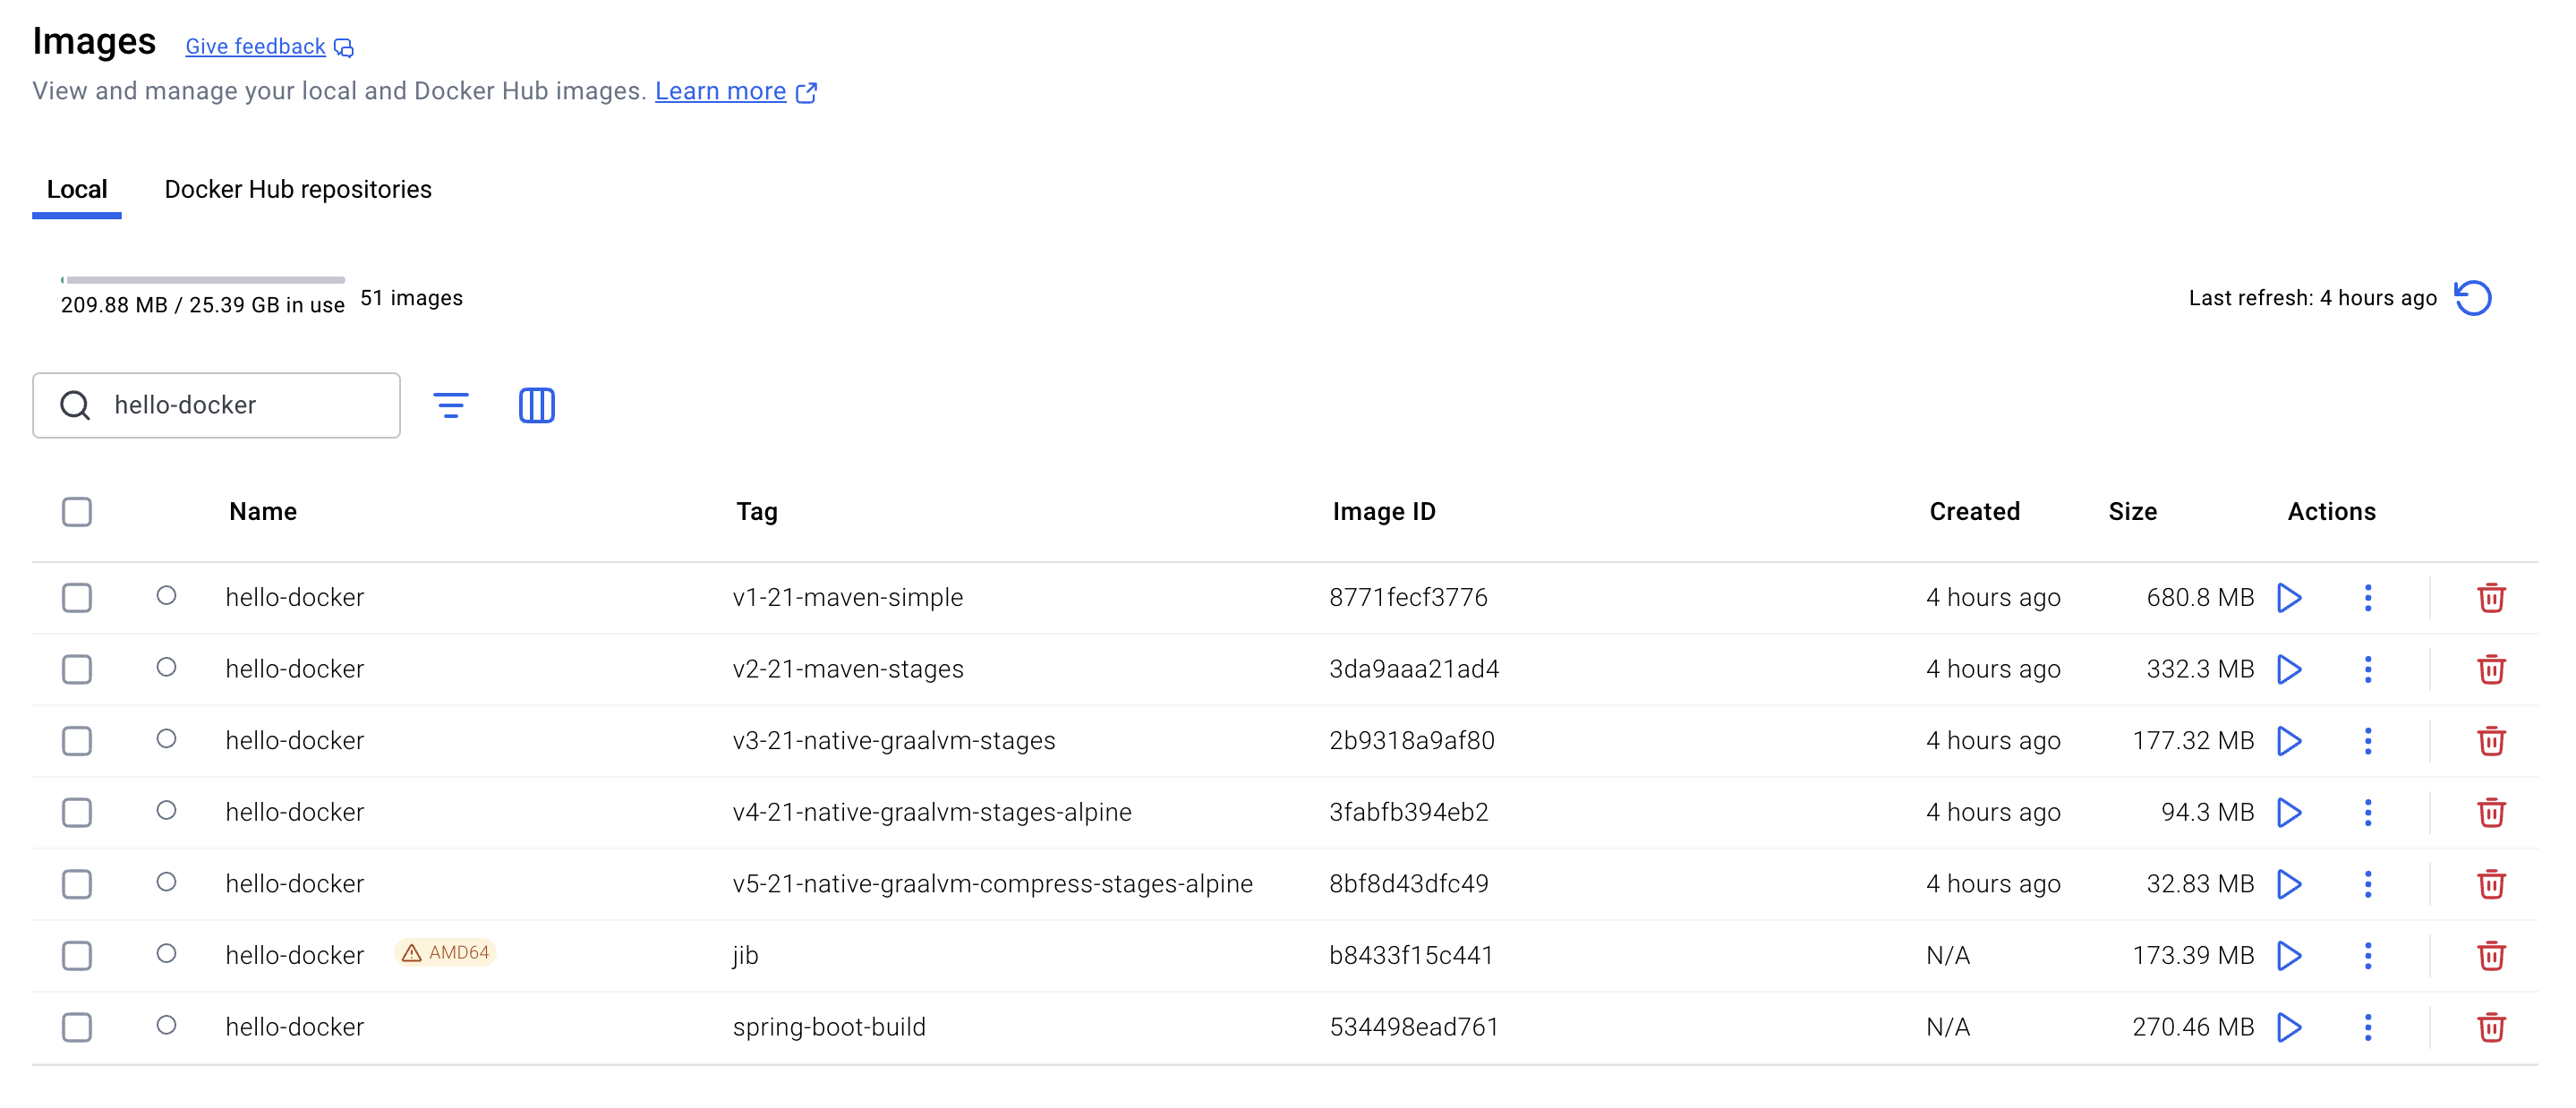 Images Give feedback
View and manage your local and Docker Hub images. Learn more
Local Docker Hub repositories
209.88 MB / 25.39 GB in use 51 images Last refresh: 4 hours ago
hello-docker
Name Tag Image ID Created Size Actions
hello-docker v1-21-maven-simple 8771fecf3776 4 hours ago 680.8 MB
hello-docker v2-21-maven-stages 3da9aaa21ad4 4 hours ago 332.3 MB
hello-docker v3-21-native-graalvm-stages 2b9318a9af80 4 hours ago 177.32 MB
hello-docker v4-21-native-graalvm-stages-alpine 3fabfb394eb2 4 hours ago 94.3 MB
hello-docker v5-21-native-graalvm-compress-stages-alpine 8bf8d43dfc49 4 hours ago 32.83 MB
hello-docker AMD64 jib b8433f15c441 N/A 173.39 MB
hello-docker spring-boot-build 534498ead761 N/A 270.46 MB